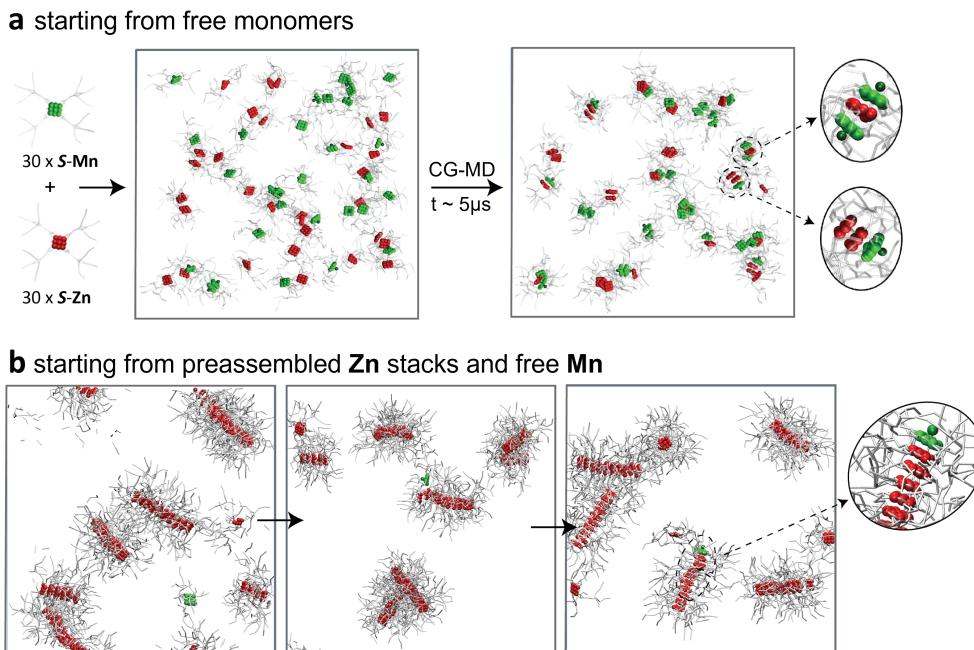 a starting from free monomers
30 x S-Mn
+
30 x S-Zn
CG-MD
t ~ 5µs
b starting from preassembled Zn stacks and free Mn